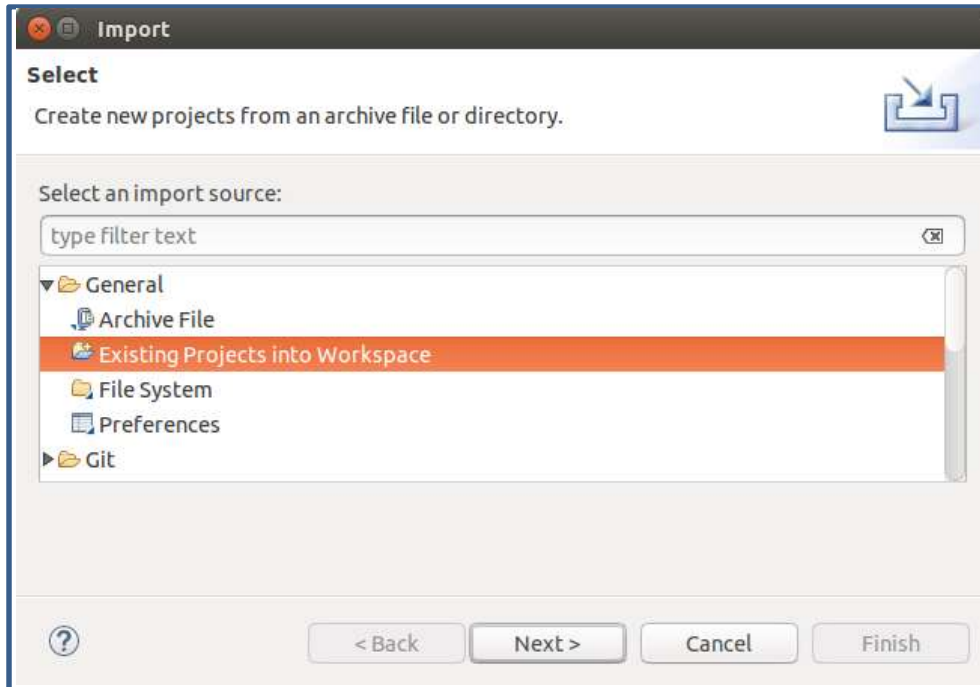 Import
Select
Create new projects from an archive file or directory.
Select an import source:
type filter text
General
Archive File
Existing Projects into Workspace
File System
Preferences
Git
?
< Back Next > Cancel Finish